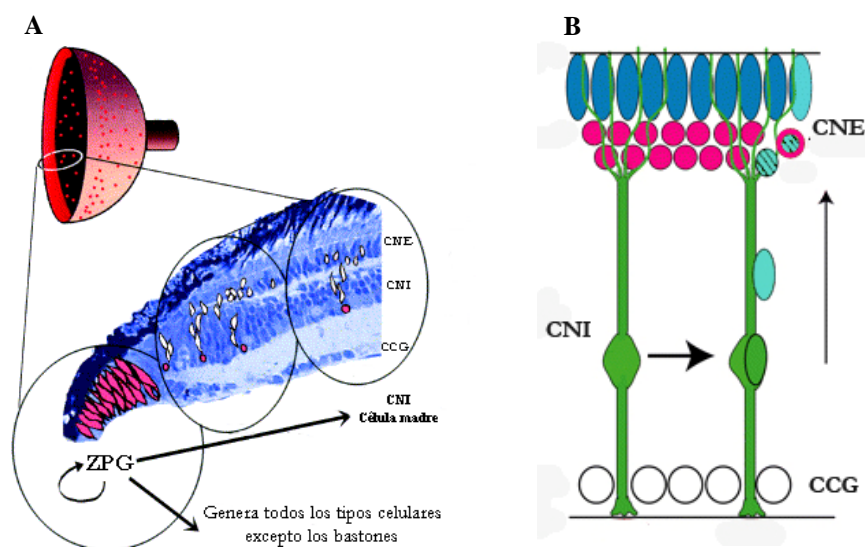 A
CNE
CNI
CCG
CNI
Célula madre
ZPG
Genera todos los tipos celulares
excepto los bastones
B
CNE
CNI
CCG